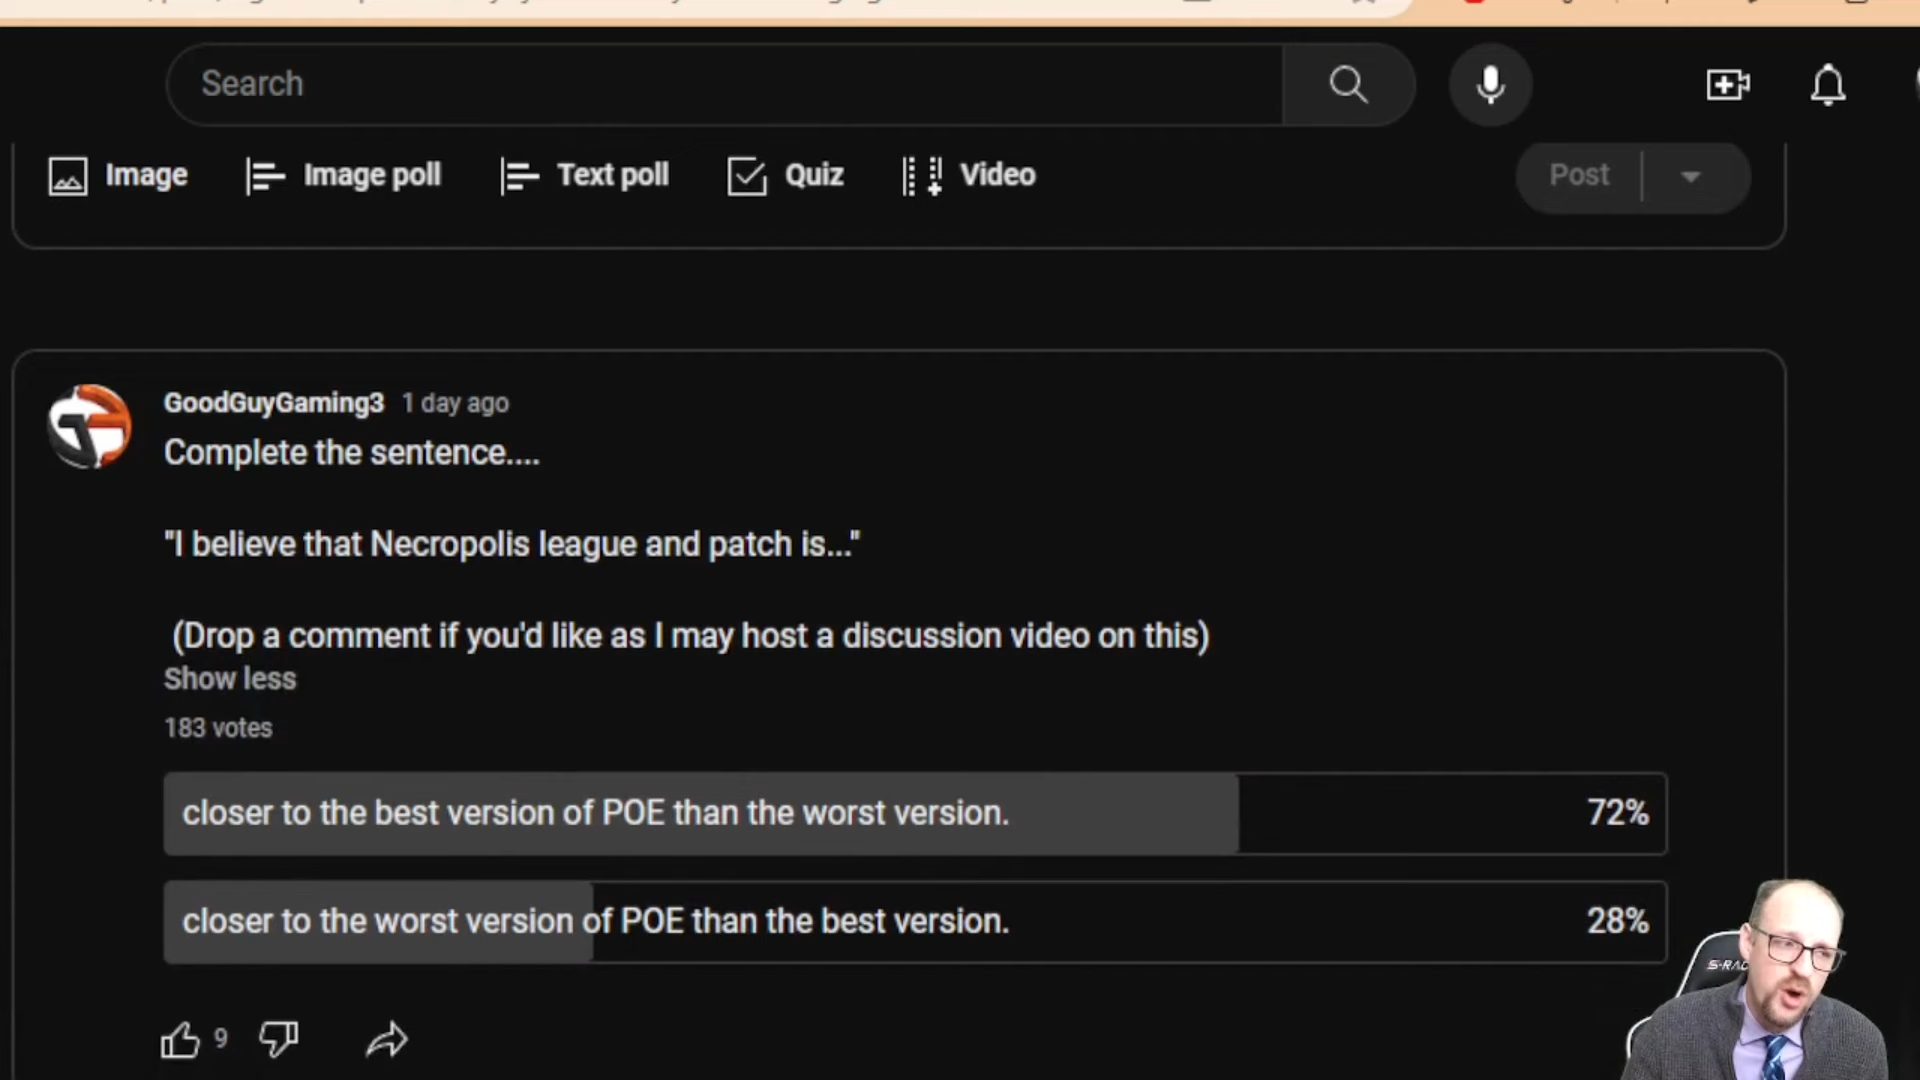 Search
Image Image poll Text poll Quiz Video Post
GoodGuyGaming3 1 day ago
Complete the sentence....
"I believe that Necropolis league and patch is..."
(Drop a comment if you'd like as I may host a discussion video on this)
Show less
183 votes
closer to the best version of POE than the worst version. 72%
closer to the worst version of POE than the best version. 28%
9